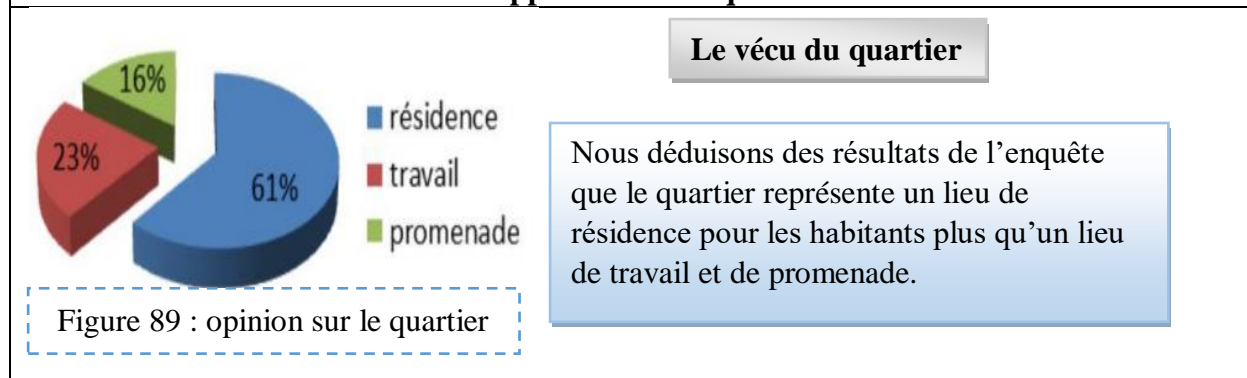 Le vécu du quartier
16%
23%
61%
résidence
travail
promenade
Nous déduisons des résultats de l’enquête
que le quartier représente un lieu de
résidence pour les habitants plus qu’un lieu
de travail et de promenade.
Figure 89 : opinion sur le quartier